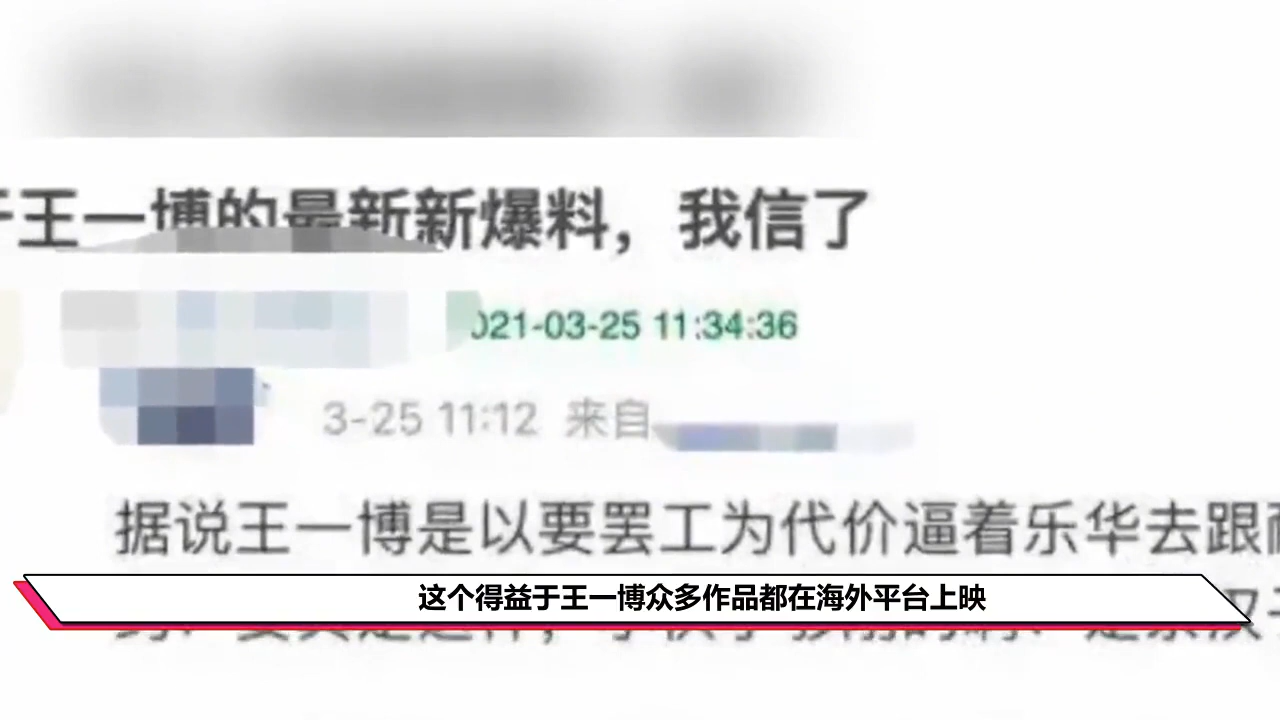 王一博的最新新爆料，我信了
021-03-25 11:34:36
3-25 11:12 来自
据说王一博是以要罢工为代价逼着乐华去跟
这个得益于王一博众多作品都在海外平台上映